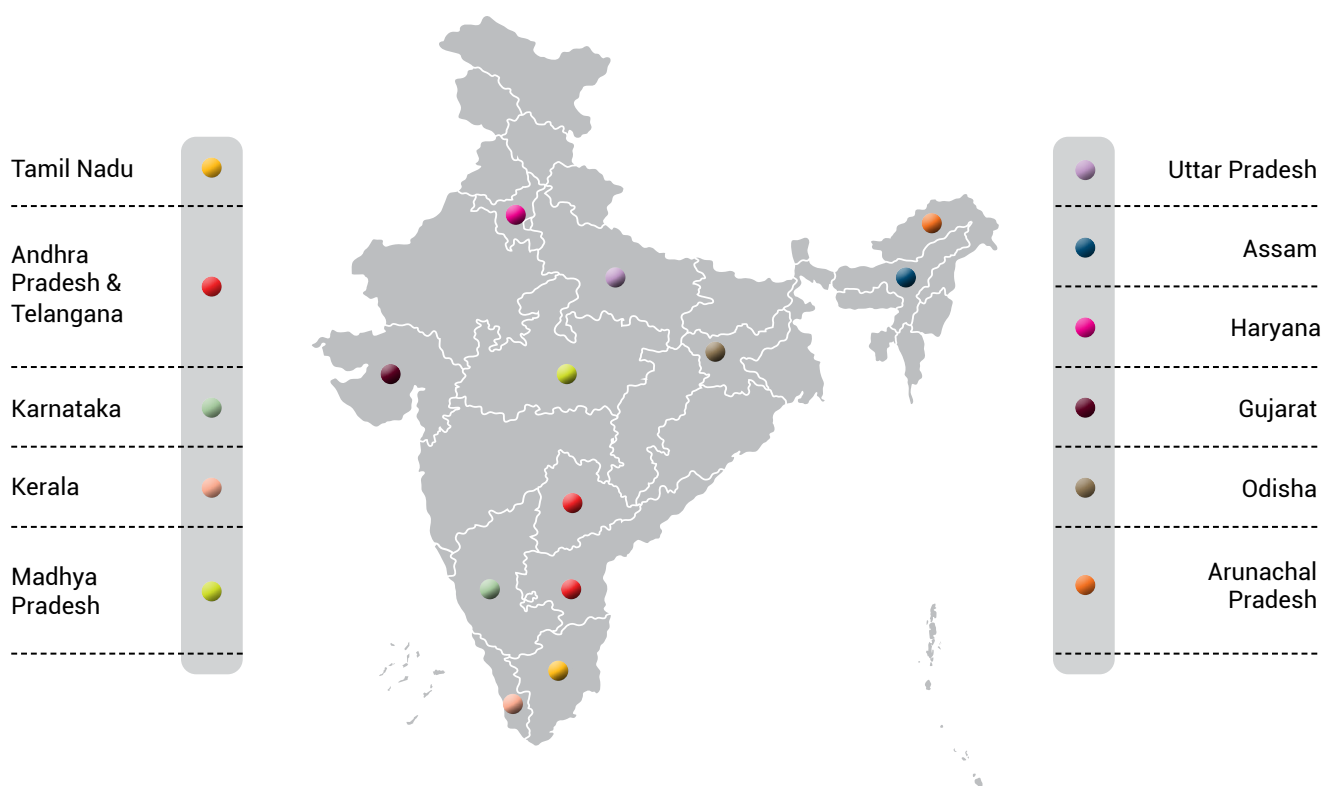 Tamil Nadu
Andhra
Pradesh &
Telangana
Karnataka
Kerala
Madhya
Pradesh
Uttar Pradesh
Assam
Haryana
Gujarat
Odisha
Arunachal
Pradesh